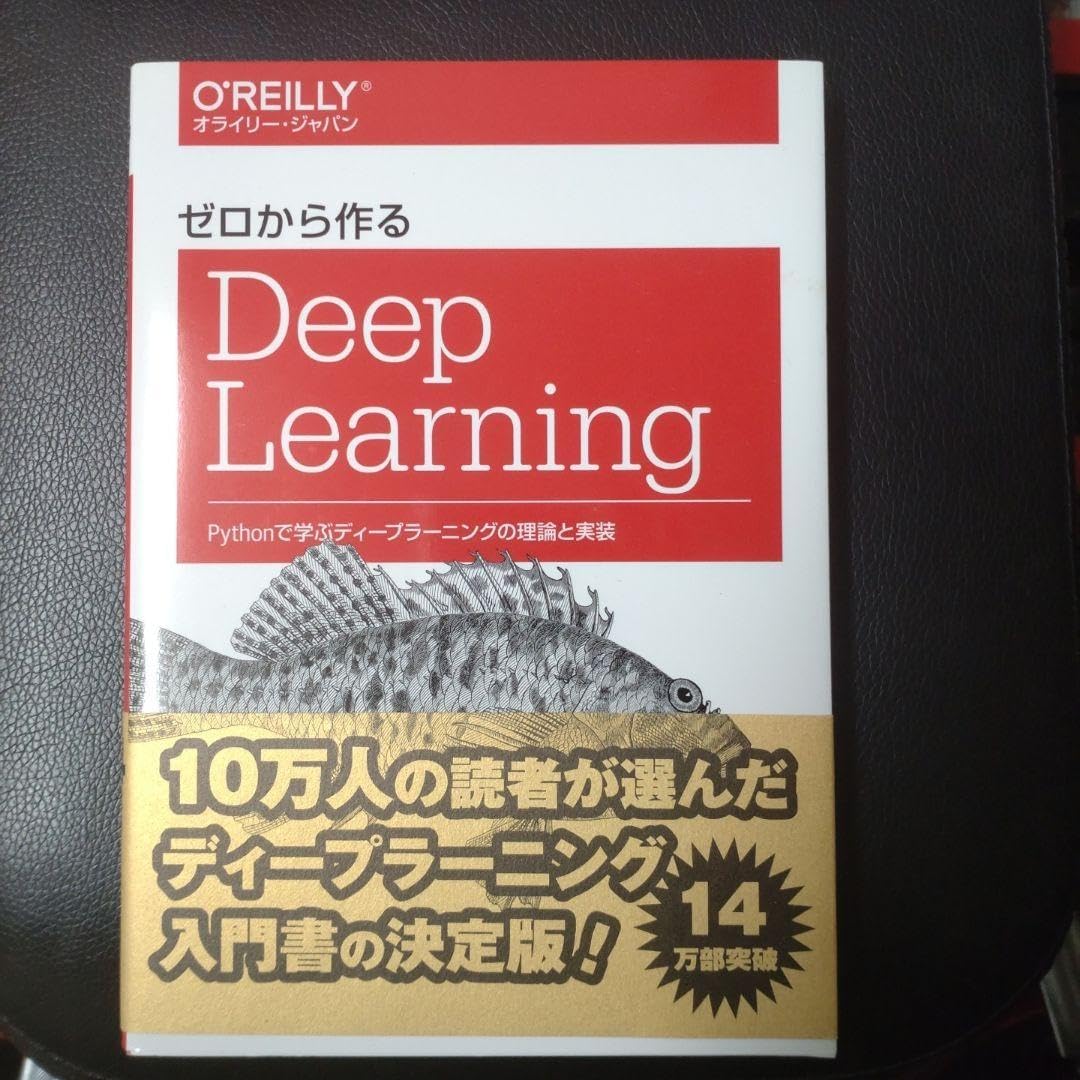 O'REILLY®
オライリー・ジャパン
ゼロから作る
Deep
Learning
Pythonで学ぶディープラーニングの理論と実装
10万人の読者が選んだ
ディープラーニング
入門書の決定版!
14
万部突破